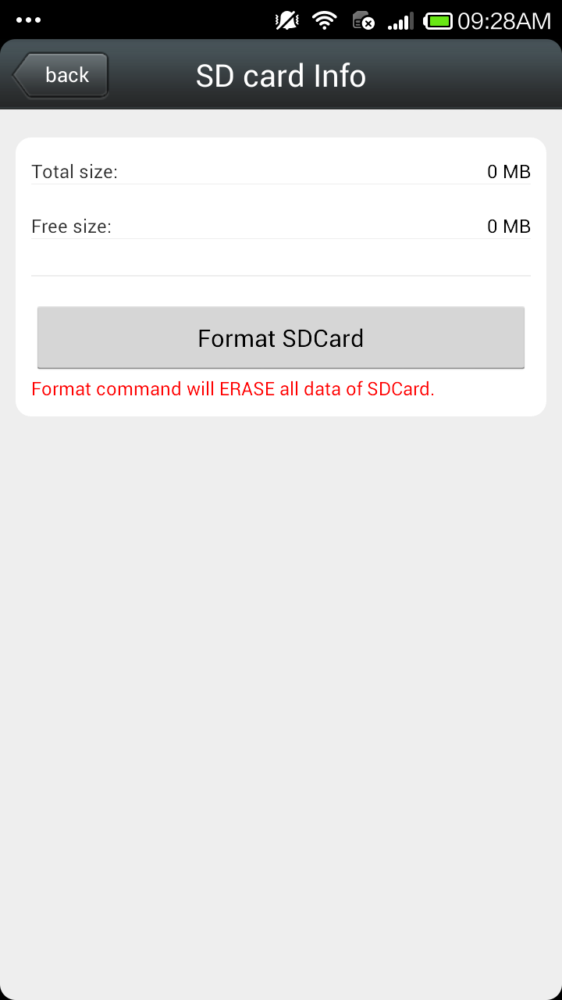 09:28AM
back
SD card Info
Total size: 0 MB
Free size: 0 MB
Format SDCard
Format command will ERASE all data of SDCard.